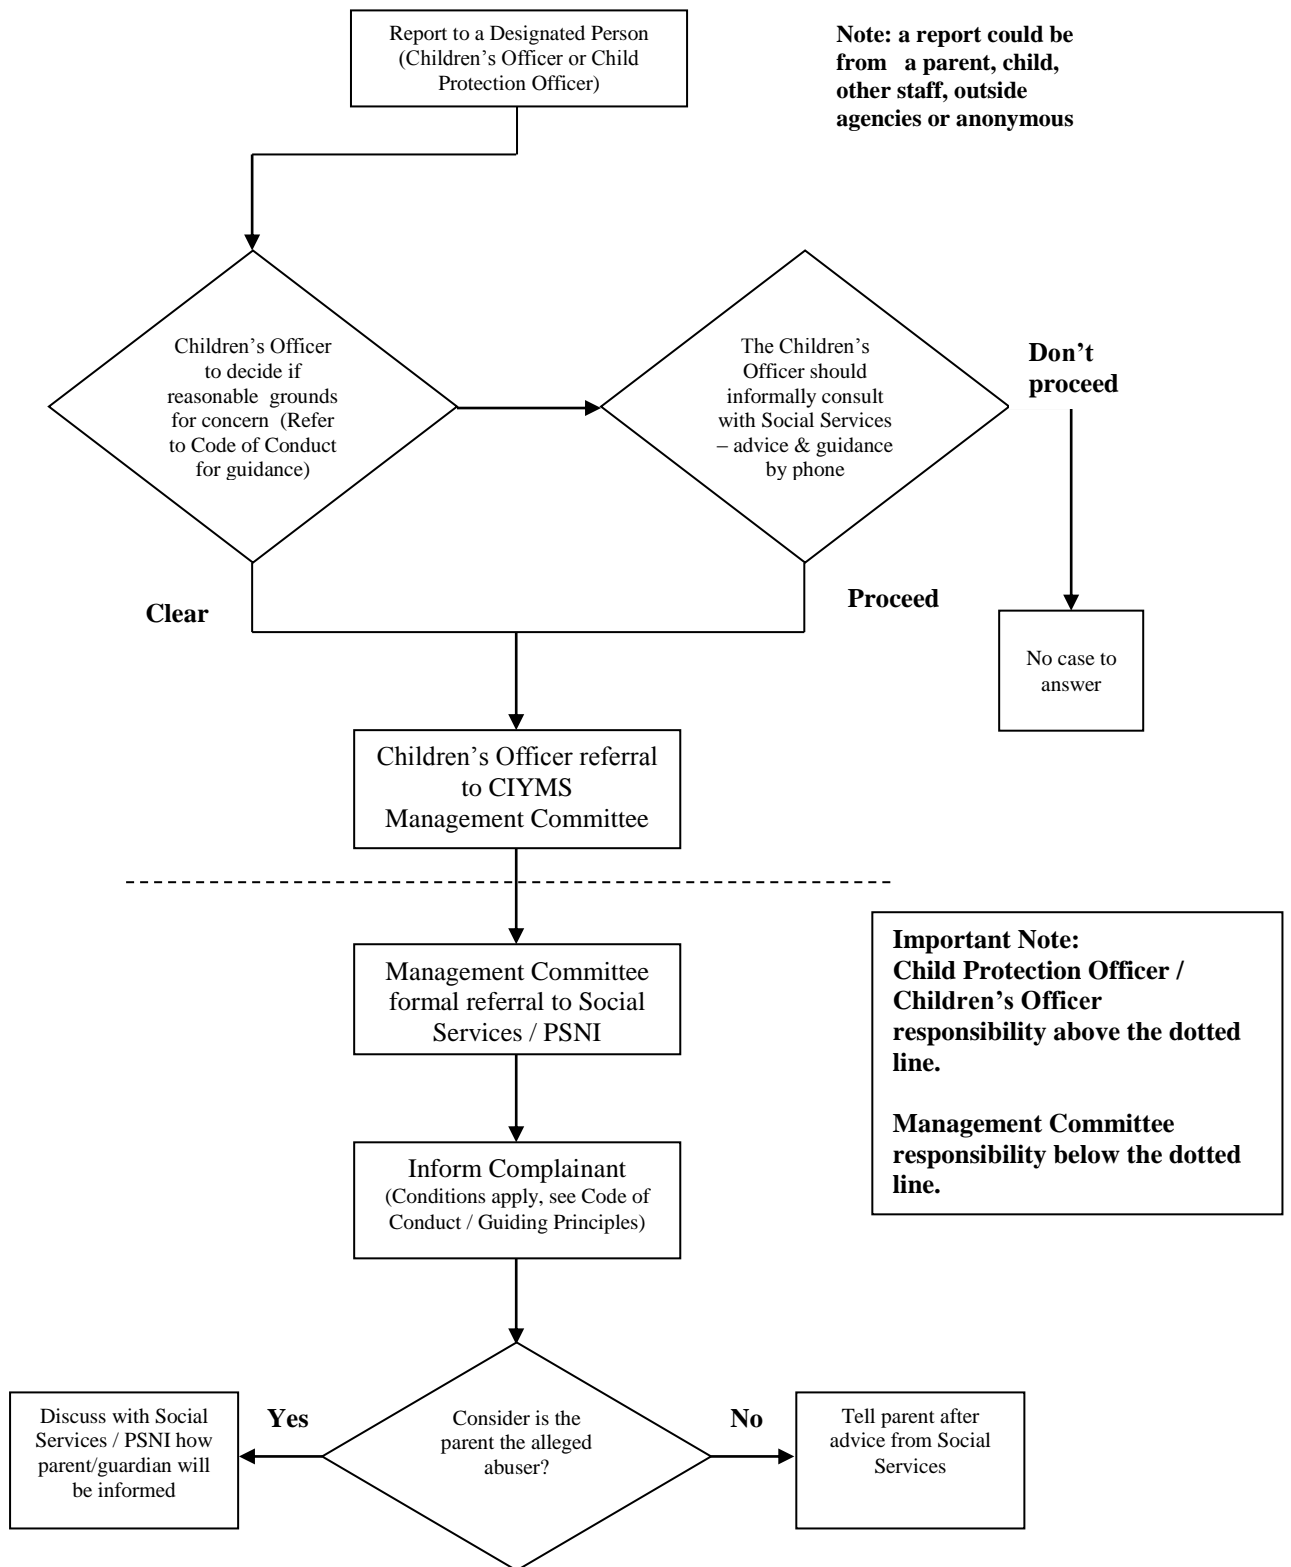 Report to a Designated Person
(Children's Officer or Child
Protection Officer)
Note: a report could be
from a parent, child,
other staff, outside
agencies or anonymous
Children's Officer
to decide if
reasonable grounds
for concern (Refer
to Code of Conduct
for guidance)
The Children's
Officer should
informally consult
with Social Services
– advice & guidance
by phone
Don't
proceed
Clear
Proceed
No case to
answer
Children's Officer referral
to CIYMS
Management Committee
Management Committee
formal referral to Social
Services / PSNI
Important Note:
Child Protection Officer /
Children's Officer
responsibility above the dotted
line.
Management Committee
responsibility below the dotted
line.
Inform Complainant
(Conditions apply, see Code of
Conduct / Guiding Principles)
Discuss with Social
Services / PSNI how
parent/guardian will
be informed
Yes
Consider is the
parent the alleged
abuser?
No
Tell parent after
advice from Social
Services